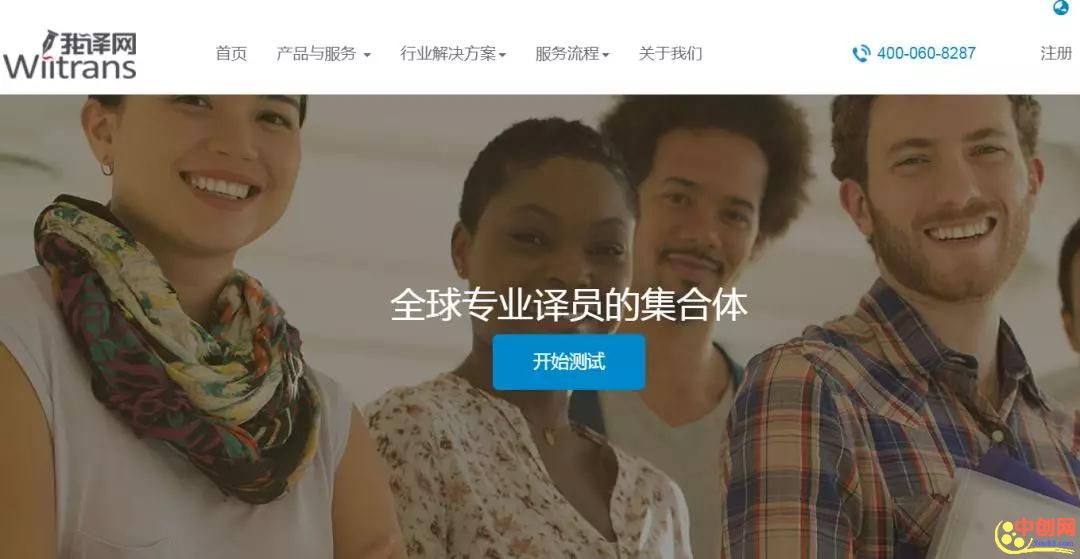 我译网
Wiitrans
首页 产品与服务 行业解决方案 服务流程 关于我们 400-060-8287 注册
全球专业译员的集合体
开始测试
中创网